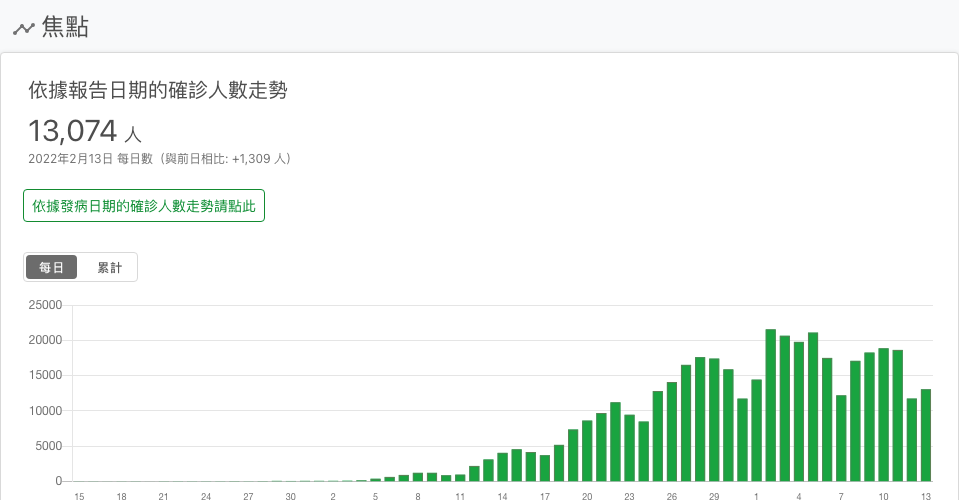 焦點
依據報告日期的確診人數走勢
13,074 人
2022年2月13日 每日數（與前日相比: +1,309 人）
依據發病日期的確診人數走勢請點此
每日 累計
25000
20000
15000
10000
5000
0
15 18 21 24 27 30 2 5 8 11 14 17 20 23 26 29 1 4 7 10 13